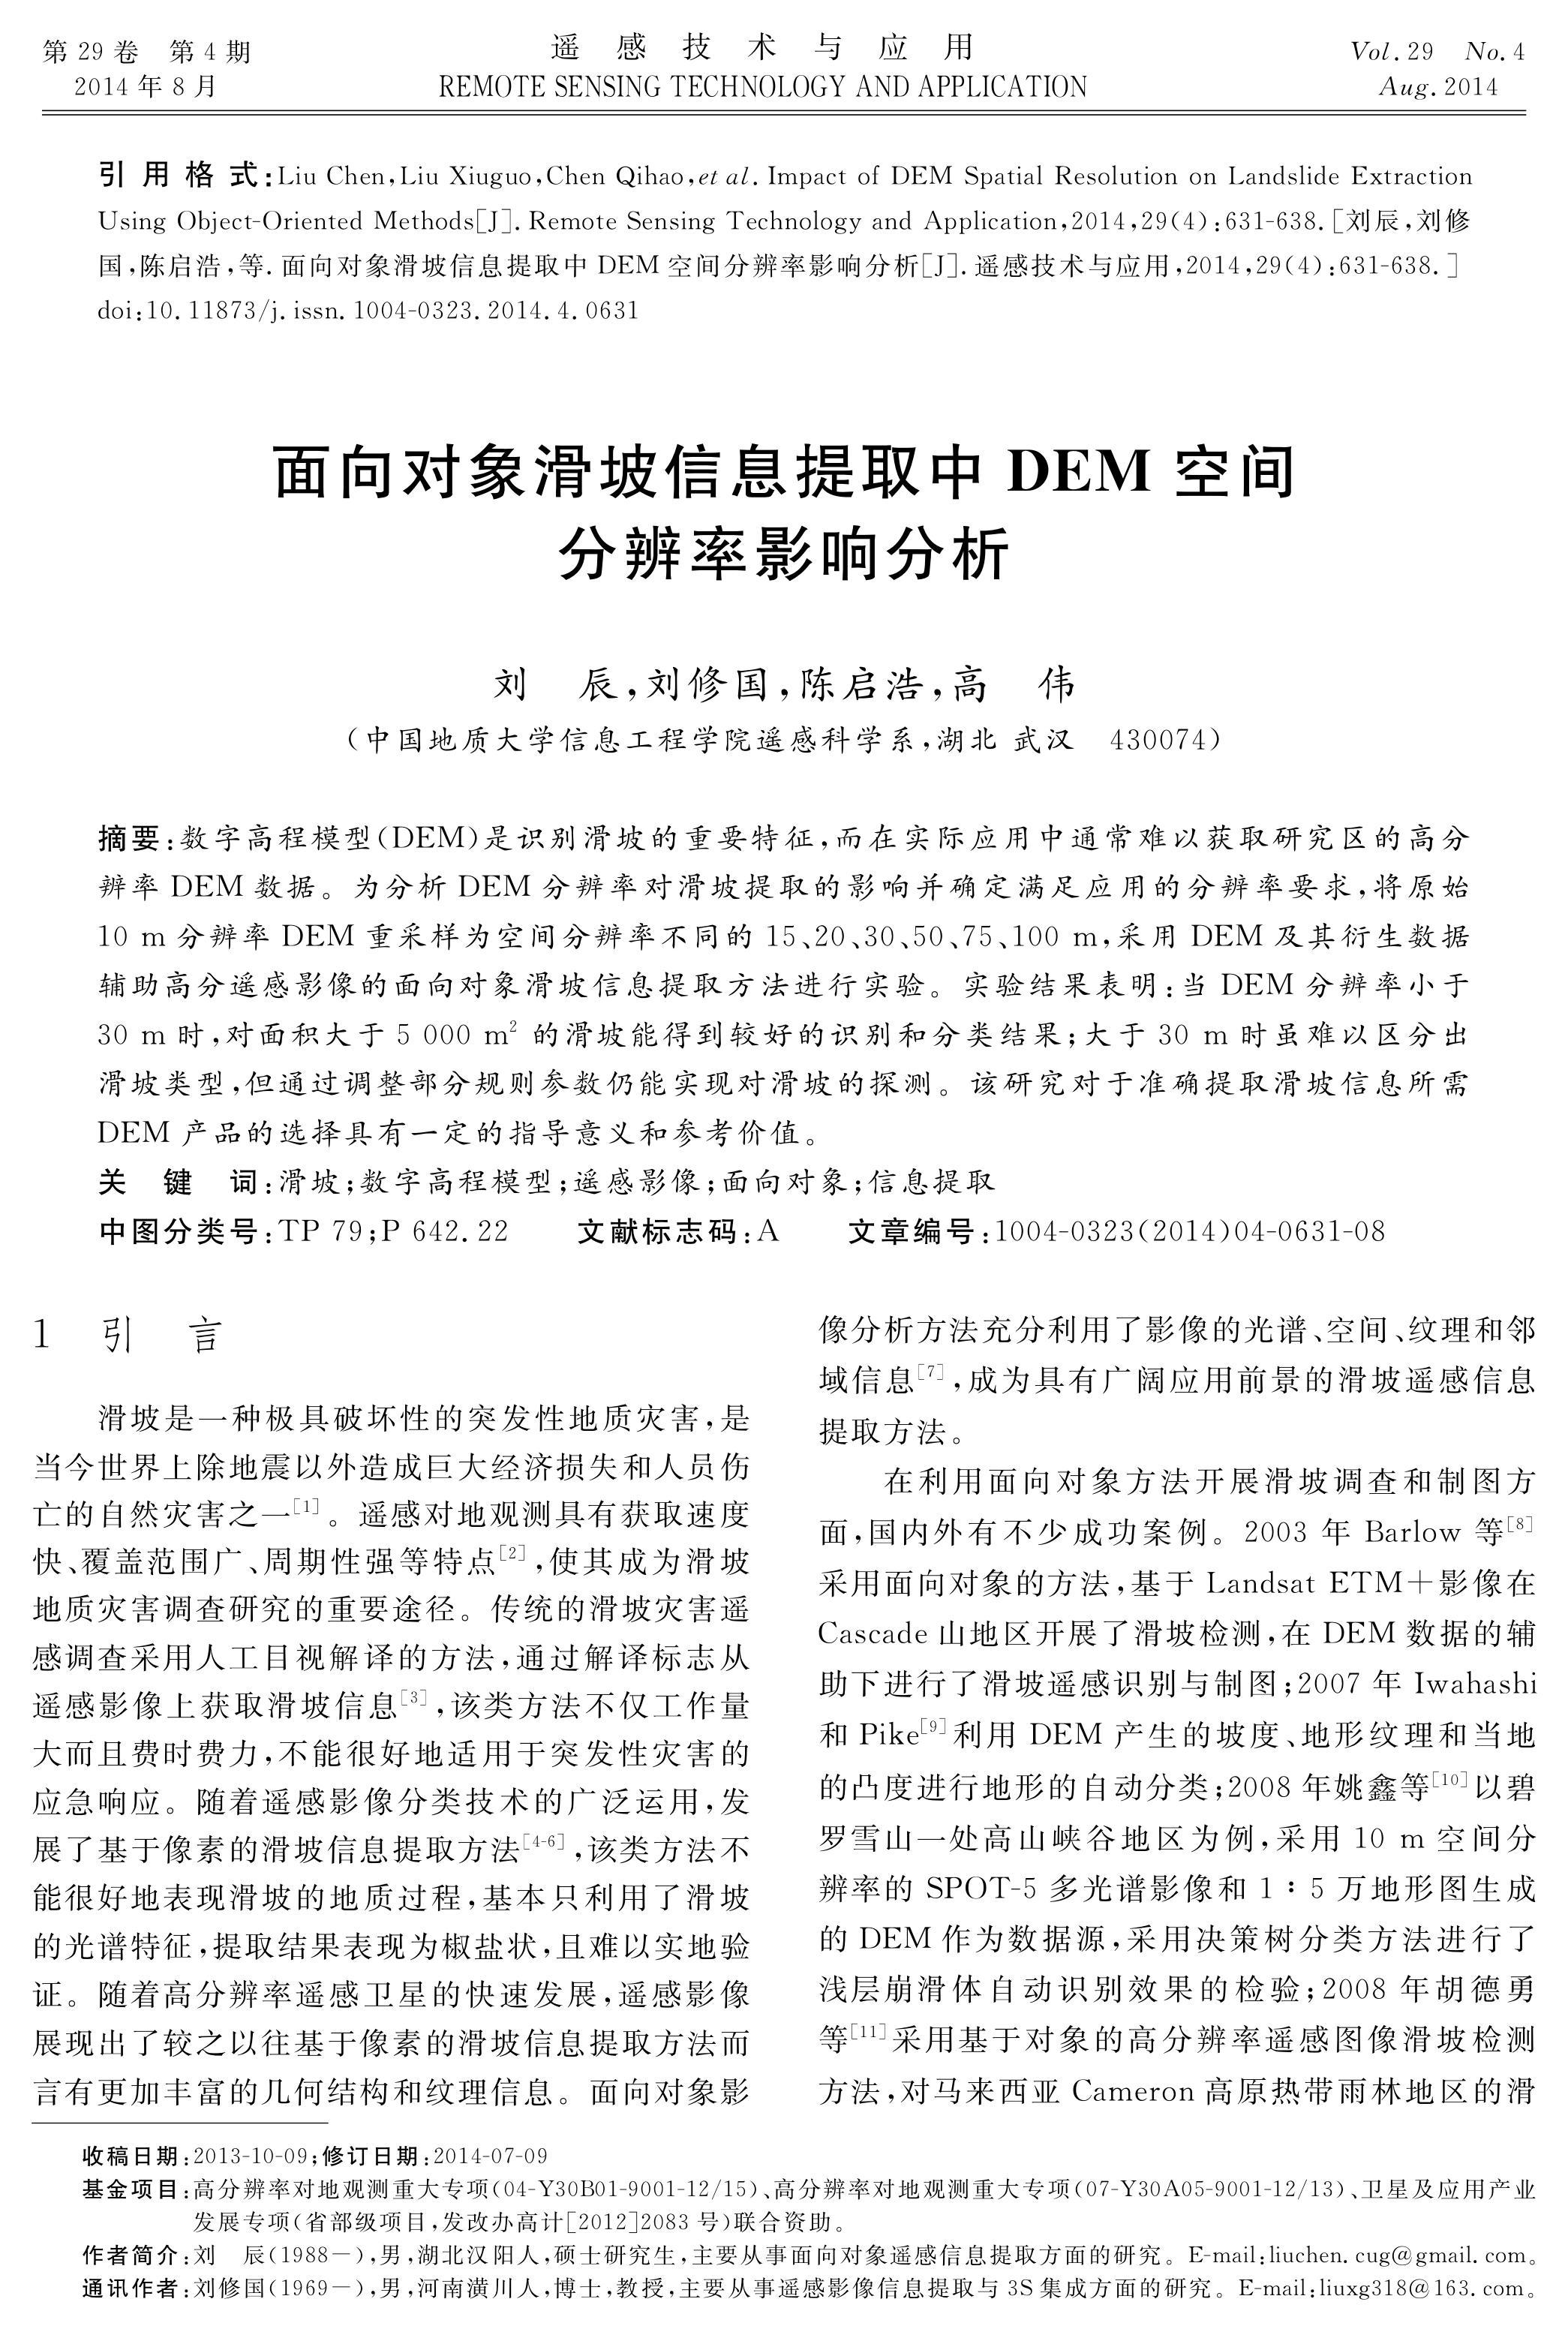 第 29 卷　第 4 期
2014 年 8 月
遥　感　技　术　与　应　用
REMOTE SENSING TECHNOLOGY AND APPLICATION
Vol. 29　No. 4
Aug. 2014
引 用 格 式:Liu Chen,Liu Xiuguo,Chen Qihao,et al. Impact of DEM Spatial Resolution on Landslide Extraction
Using Object-Oriented Methods[J]. Remote Sensing Technology and Application,2014,29(4):631-638. [刘辰,刘修
国,陈启浩,等. 面向对象滑坡信息提取中 DEM 空间分辨率影响分析[J]. 遥感技术与应用,2014,29(4):631-638. ]
doi:10. 11873/j. issn. 1004-0323. 2014. 4. 0631
面向对象滑坡信息提取中 DEM 空间
分辨率影响分析
刘　辰,刘修国,陈启浩,高　伟
(中国地质大学信息工程学院遥感科学系,湖北 武汉　430074)
摘要:数字高程模型(DEM)是识别滑坡的重要特征,而在实际应用中通常难以获取研究区的高分
辨率 DEM 数据。为分析 DEM 分辨率对滑坡提取的影响并确定满足应用的分辨率要求,将原始
10 m 分辨率 DEM 重采样为空间分辨率不同的 15、20、30、50、75、100 m,采用 DEM 及其衍生数据
辅助高分遥感影像的面向对象滑坡信息提取方法进行实验。实验结果表明:当 DEM 分辨率小于
30 m 时,对面积大于 5 000 m² 的滑坡能得到较好的识别和分类结果;大于 30 m 时虽难以区分出
滑坡类型,但通过调整部分规则参数仍能实现对滑坡的探测。该研究对于准确提取滑坡信息所需
DEM 产品的选择具有一定的指导意义和参考价值。
关　键　词:滑坡;数字高程模型;遥感影像;面向对象;信息提取
中图分类号:TP 79;P 642. 22　　文献标志码:A　　文章编号:1004-0323(2014)04-0631-08
1　引　言
滑坡是一种极具破坏性的突发性地质灾害,是
当今世界上除地震以外造成巨大经济损失和人员伤
亡的自然灾害之一[1]。遥感对地观测具有获取速度
快、覆盖范围广、周期性强等特点[2],使其成为滑坡
地质灾害调查研究的重要途径。传统的滑坡灾害遥
感调查采用人工目视解译的方法,通过解译标志从
遥感影像上获取滑坡信息[3],该类方法不仅工作量
大而且费时费力,不能很好地适用于突发性灾害的
应急响应。随着遥感影像分类技术的广泛运用,发
展了基于像素的滑坡信息提取方法[4-6],该类方法不
能很好地表现滑坡的地质过程,基本只利用了滑坡
的光谱特征,提取结果表现为椒盐状,且难以实地验
证。随着高分辨率遥感卫星的快速发展,遥感影像
展现出了较之以往基于像素的滑坡信息提取方法而
言有更加丰富的几何结构和纹理信息。面向对象影
像分析方法充分利用了影像的光谱、空间、纹理和邻
域信息[7],成为具有广阔应用前景的滑坡遥感信息
提取方法。
在利用面向对象方法开展滑坡调查和制图方
面,国内外有不少成功案例。2003 年 Barlow 等[8]
采用面向对象的方法,基于 Landsat ETM+影像在
Cascade 山地区开展了滑坡检测,在 DEM 数据的辅
助下进行了滑坡遥感识别与制图;2007 年 Iwahashi
和 Pike[9]利用 DEM 产生的坡度、地形纹理和当地
的凸度进行地形的自动分类;2008 年姚鑫等[10]以碧
罗雪山一处高山峡谷地区为例,采用 10 m 空间分
辨率的 SPOT-5 多光谱影像和 1∶5 万地形图生成
的 DEM 作为数据源,采用决策树分类方法进行了
浅层崩滑体自动识别效果的检验;2008 年胡德勇
等[11]采用基于对象的高分辨率遥感图像滑坡检测
方法,对马来西亚 Cameron 高原热带雨林地区的滑
收稿日期:2013-10-09;修订日期:2014-07-09
基金项目:高分辨率对地观测重大专项(04-Y30B01-9001-12/15)、高分辨率对地观测重大专项(07-Y30A05-9001-12/13)、卫星及应用产业
发展专项(省部级项目,发改办高计[2012]2083 号)联合资助。
作者简介:刘　辰(1988－),男,湖北汉阳人,硕士研究生,主要从事面向对象遥感信息提取方面的研究。E-mail:liuchen. cug@gmail. com。
通讯作者:刘修国(1969－),男,河南潢川人,博士,教授,主要从事遥感影像信息提取与 3S 集成方面的研究。E-mail:liuxg318@163. com。